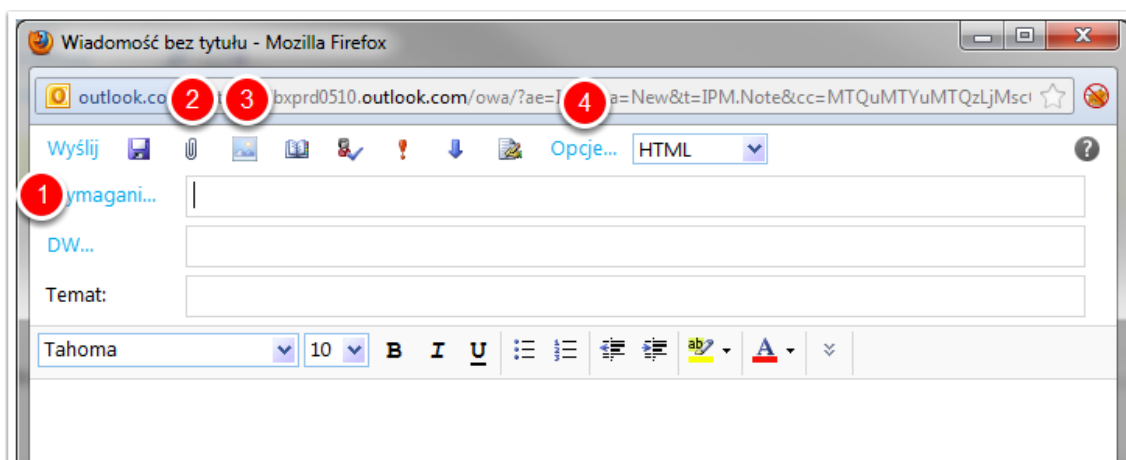 Wiadomość bez tytułu - Mozilla Firefox
outlook.co 2 3 bxprd0510.outlook.com/owa/?ae= 4 a=New&t=IPM.Note&cc=MTQuMTYuMTQzLjMsc
Wyślij Opcje... HTML
1 ymagani...
DW...
Temat:
Tahoma 10 B I U ab A